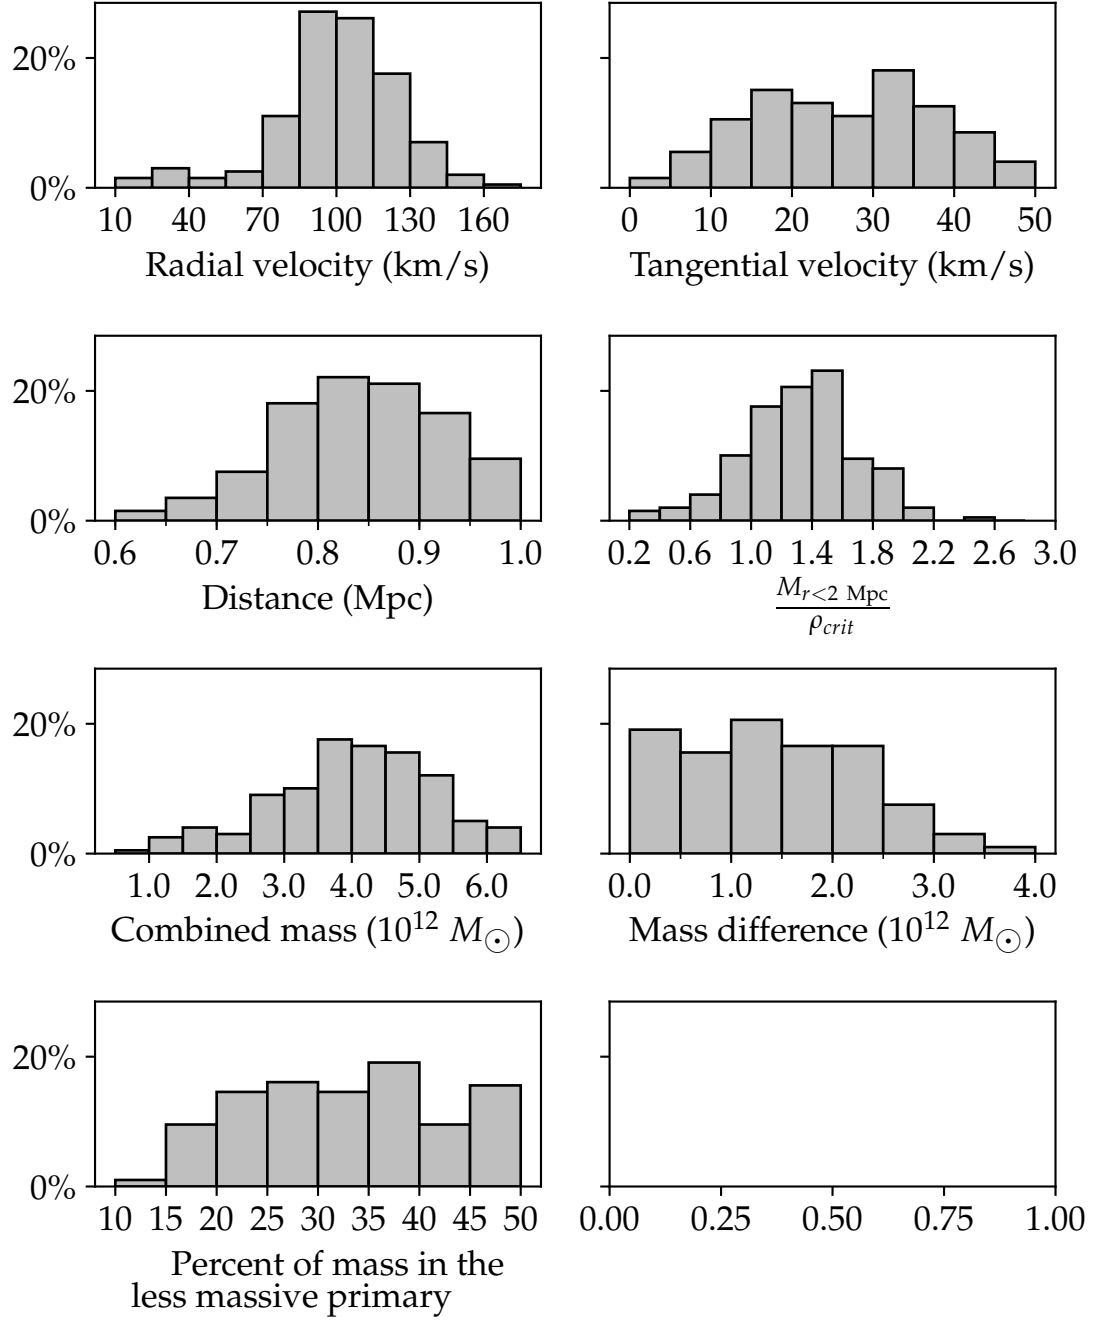 20%
0%
10 40 70 100 130 160
Radial velocity (km/s)
0 10 20 30 40 50
Tangential velocity (km/s)
20%
0%
0.6 0.7 0.8 0.9 1.0
Distance (Mpc)
0.2 0.6 1.0 1.4 1.8 2.2 2.6 3.0
M_{r<2 Mpc}
ρ_{crit}
20%
0%
1.0 2.0 3.0 4.0 5.0 6.0
Combined mass (10^{12} M_⊙)
0.0 1.0 2.0 3.0 4.0
Mass difference (10^{12} M_⊙)
20%
0%
10 15 20 25 30 35 40 45 50
Percent of mass in the
less massive primary
0.00 0.25 0.50 0.75 1.00